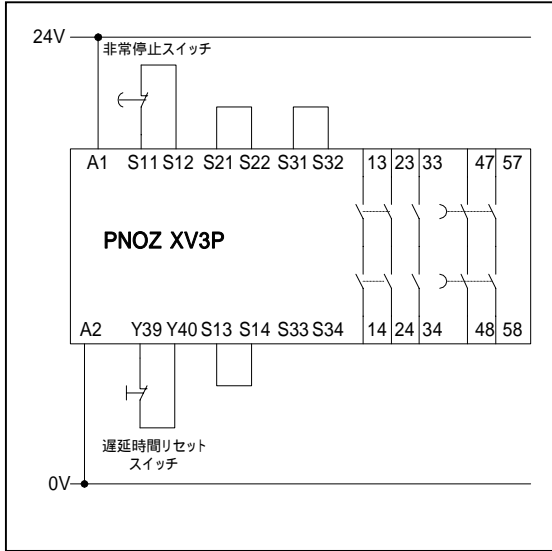 24V
非常停止スイッチ
A1 S11 S12 S21 S22 S31 S32 13 23 33 47 57
PNOZ XV3P
A2 Y39 Y40 S13 S14 S33 S34 14 24 34 48 58
遅延時間リセット
スイッチ
0V